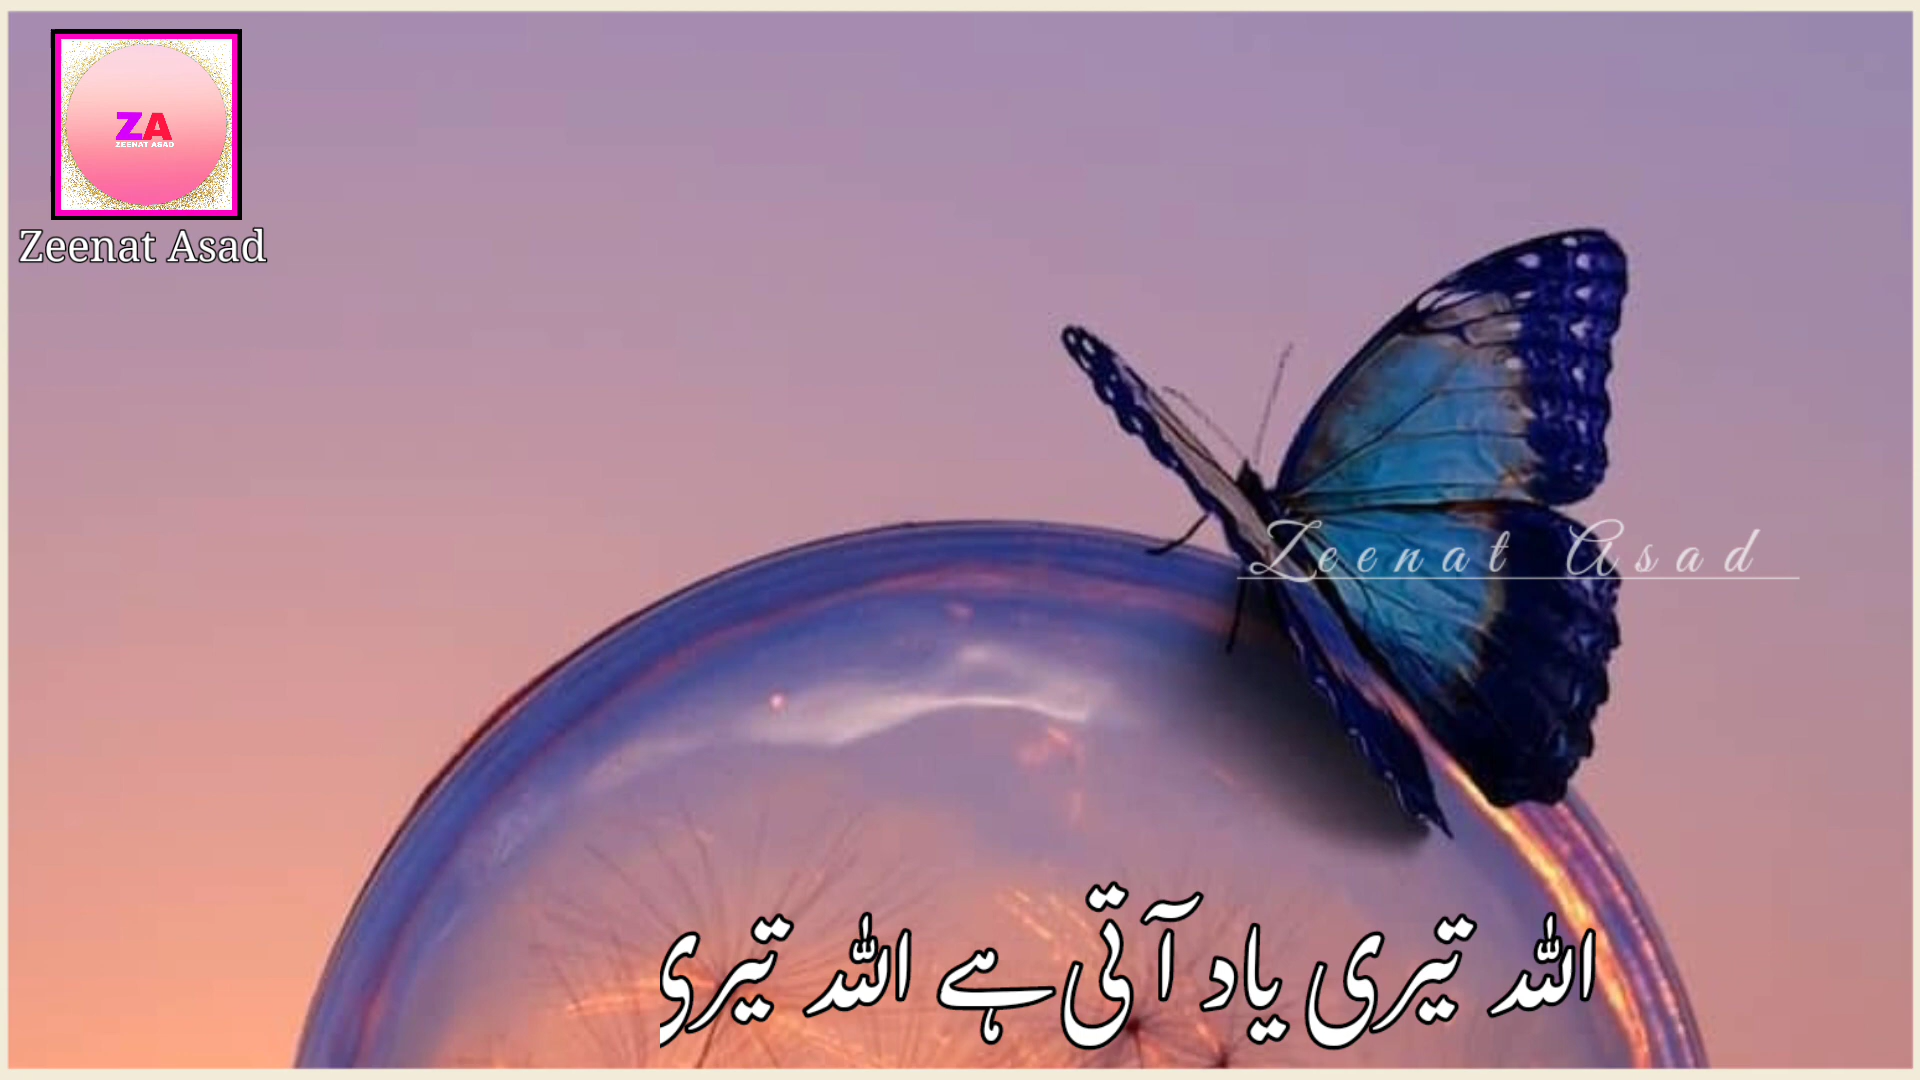 ZA
ZEENAT ASAD
Zeenat Asad
Zeenat Asad
اللہ تیری یاد آتی ہے اللہ تیری